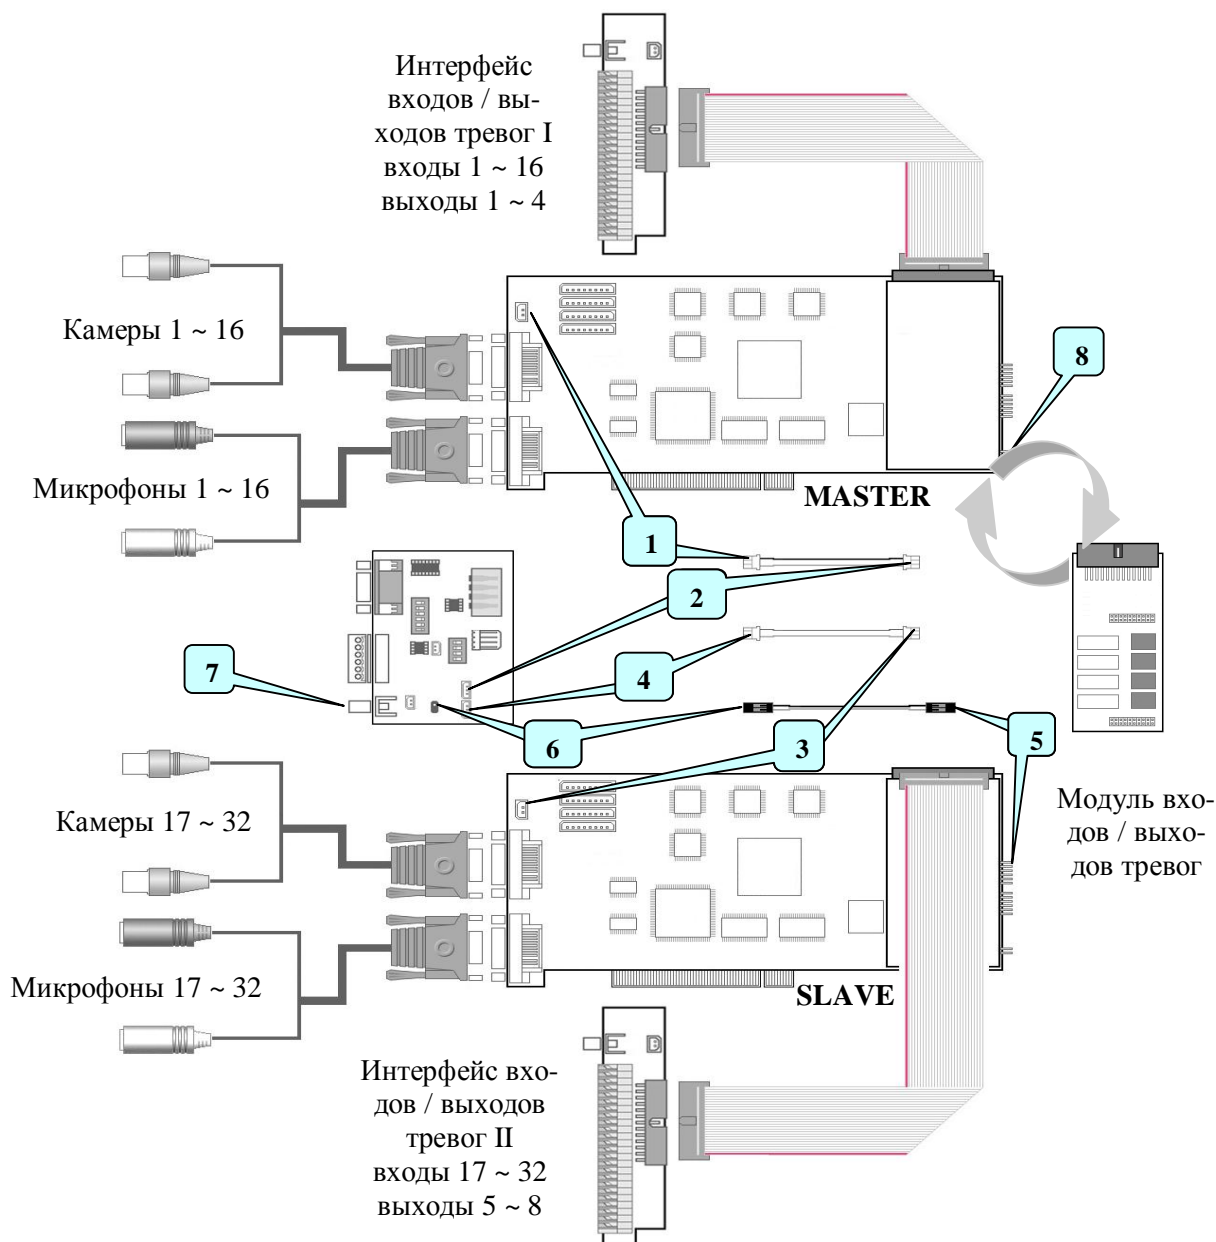 Интерфейс
входов / вы-
ходов тревог I
входы 1 ~ 16
выходы 1 ~ 4
Камеры 1 ~ 16
8
Микрофоны 1 ~ 16
MASTER
1
2
7
4
6
3
5
Камеры 17 ~ 32
Модуль вхо-
дов / выхо-
дов тревог
Микрофоны 17 ~ 32
SLAVE
Интерфейс вхо-
дов / выходов
тревог II
входы 17 ~ 32
выходы 5 ~ 8